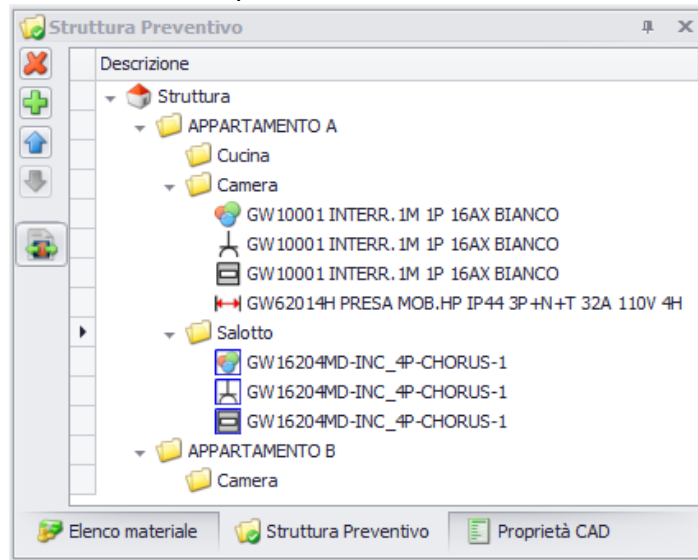 Struttura Preventivo
Descrizione
Struttura
APPARTAMENTO A
Cucina
Camera
GW10001 INTERR. 1M 1P 16AX BIANCO
GW10001 INTERR. 1M 1P 16AX BIANCO
GW10001 INTERR. 1M 1P 16AX BIANCO
GW62014H PRESA MOB.HP IP44 3P+N+T 32A 110V 4H
Salotto
GW16204MD-INC_4P-CHORUS-1
GW16204MD-INC_4P-CHORUS-1
GW16204MD-INC_4P-CHORUS-1
APPARTAMENTO B
Camera
Elenco materiale Struttura Preventivo Proprietà CAD